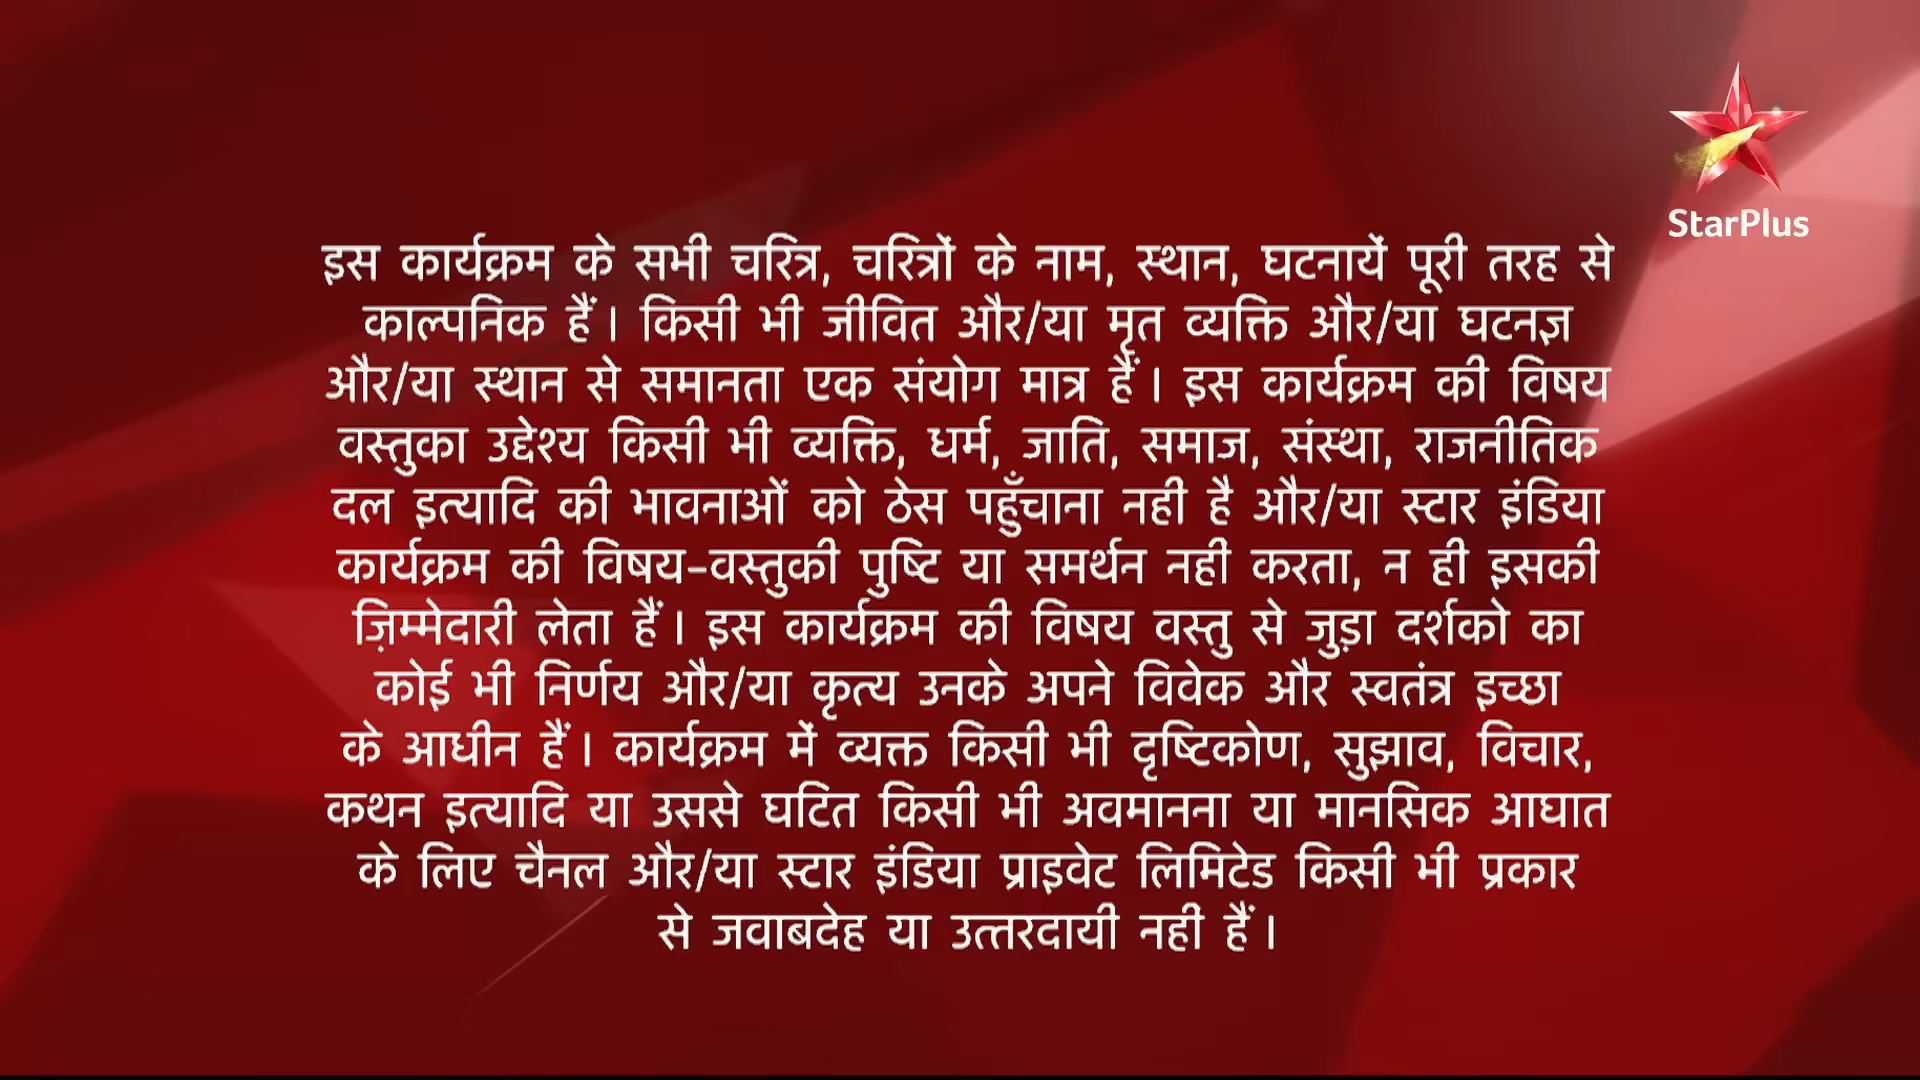 StarPlus
इस कार्यक्रम के सभी चरित्र, चरित्रों के नाम, स्थान, घटनायें पूरी तरह से
काल्पनिक हैं। किसी भी जीवित और/या मृत व्यक्ति और/या घटनज्ञ
और/या स्थान से समानता एक संयोग मात्र हैं। इस कार्यक्रम की विषय
वस्तुका उद्देश्य किसी भी व्यक्ति, धर्म, जाति, समाज, संस्था, राजनीतिक
दल इत्यादि की भावनाओं को ठेस पहुँचाना नही है और/या स्टार इंडिया
कार्यक्रम की विषय-वस्तुकी पुष्टि या समर्थन नही करता, न ही इसकी
ज़िम्मेदारी लेता हैं। इस कार्यक्रम की विषय वस्तु से जुड़ा दर्शको का
कोई भी निर्णय और/या कृत्य उनके अपने विवेक और स्वतंत्र इच्छा
के आधीन हैं। कार्यक्रम में व्यक्त किसी भी दृष्टिकोण, सुझाव, विचार,
कथन इत्यादि या उससे घटित किसी भी अवमानना या मानसिक आघात
के लिए चैनल और/या स्टार इंडिया प्राइवेट लिमिटेड किसी भी प्रकार
से जवाबदेह या उत्तरदायी नही हैं।